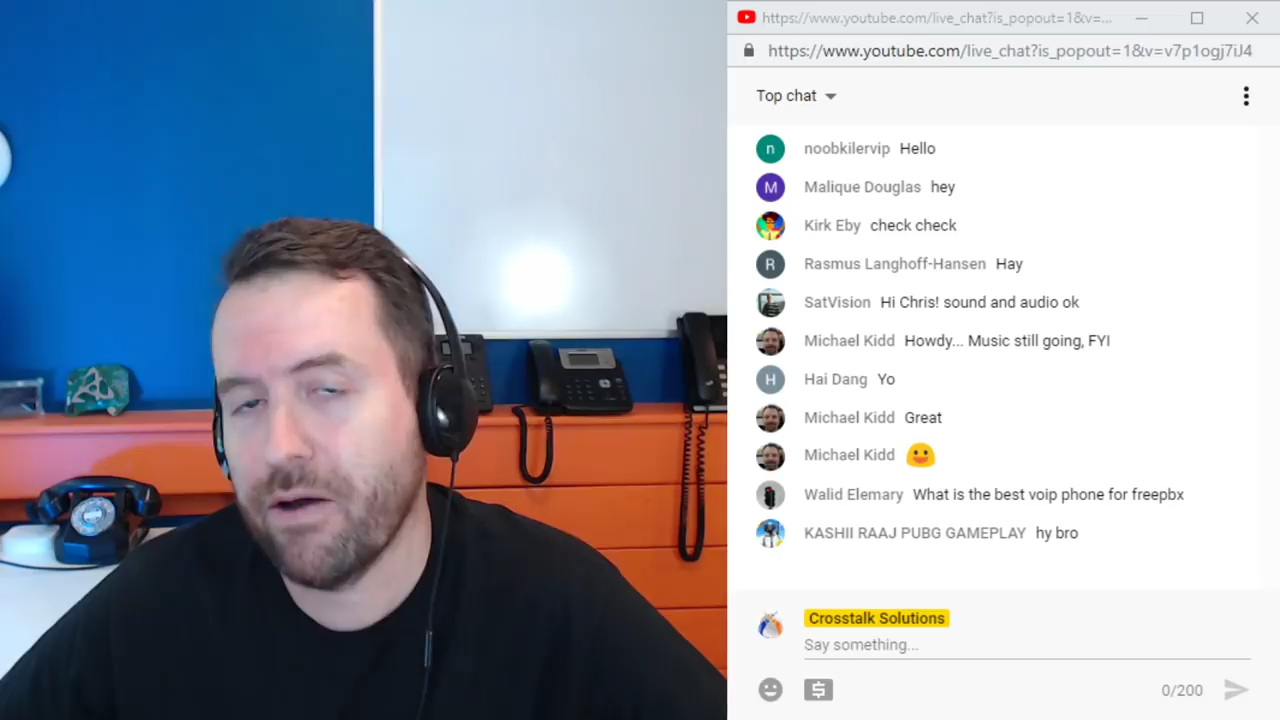 https://www.youtube.com/live_chat?is_popout=1&v=...
https://www.youtube.com/live_chat?is_popout=1&v=v7p1ogj7iJ4
Top chat
n noobkilervip Hello
M Malique Douglas hey
Kirk Eby check check
R Rasmus Langhoff-Hansen Hay
SatVision Hi Chris! sound and audio ok
Michael Kidd Howdy... Music still going, FYI
H Hai Dang Yo
Michael Kidd Great
Michael Kidd
Walid Elemary What is the best voip phone for freepbx
KASHII RAAJ PUBG GAMEPLAY hy bro
Crosstalk Solutions
Say something...
0/200